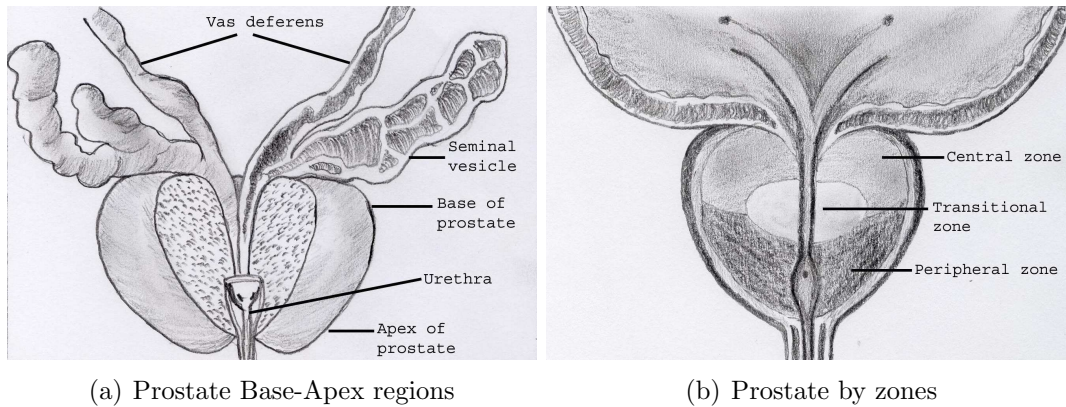 Vas deferens
Seminal
vesicle
Base of
prostate
Urethra
Apex of
prostate
(a) Prostate Base-Apex regions
Central zone
Transitional
zone
Peripheral zone
(b) Prostate by zones